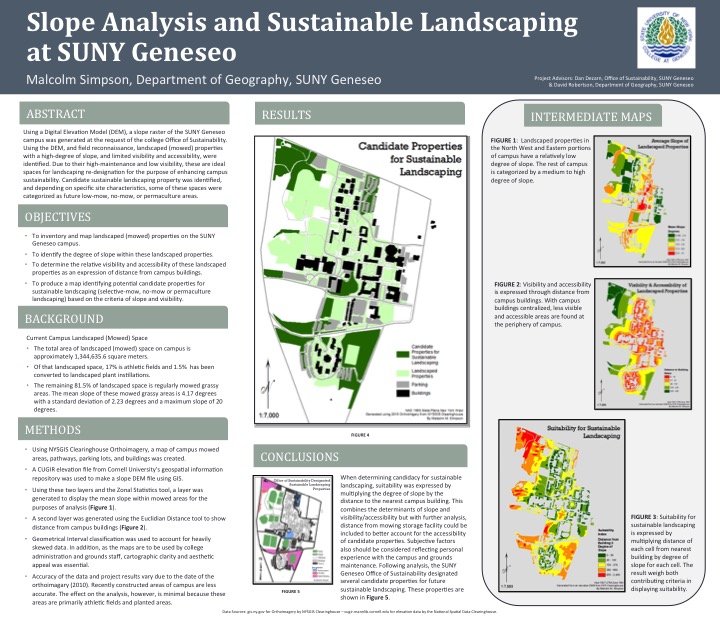 Slope Analysis and Sustainable Landscaping
at SUNY Geneseo
Malcolm Simpson, Department of Geography, SUNY Geneseo
Project Advisors: Dan Dezarn, Office of Sustainability, SUNY Geneseo
& David Robertson, Department of Geography, SUNY Geneseo
ABSTRACT
Using a Digital Elevation Model (DEM), a slope raster of the SUNY Geneseo
campus was generated at the request of the college Office of Sustainability.
Using the DEM, and field reconnaissance, landscaped (mowed) properties
with a high-degree of slope, and limited visibility and accessibility, were
identified. Due to their high-maintenance and low visibility, these are ideal
spaces for landscaping re-designation for the purpose of enhancing campus
sustainability. Candidate sustainable landscaping property was identified,
and depending on specific site characteristics, some of these spaces were
categorized as future low-mow, no-mow, or permaculture areas.
OBJECTIVES
• To inventory and map landscaped (mowed) properties on the SUNY
Geneseo campus.
• To identify the degree of slope within these landscaped properties.
• To determine the relative visibility and accessibility of these landscaped
properties as an expression of distance from campus buildings.
• To produce a map identifying potential candidate properties for
sustainable landscaping (selective-mow, no-mow or permaculture
landscaping) based on the criteria of slope and visibility.
BACKGROUND
Current Campus Landscaped (Mowed) Space
• The total area of landscaped (mowed) space on campus is
approximately 1,344,635.6 square meters.
• Of that landscaped space, 17% is athletic fields and 1.5% has been
converted to landscaped plant instillations.
• The remaining 81.5% of landscaped space is regularly mowed grassy
areas. The mean slope of these mowed grassy areas is 4.17 degrees
with a standard deviation of 2.23 degrees and a maximum slope of 20
degrees.
METHODS
• Using NYSGIS Clearinghouse Orthoimagery, a map of campus mowed
areas, pathways, parking lots, and buildings was created.
• A CUGIR elevation file from Cornell University's geospatial information
repository was used to make a slope DEM file using GIS.
• Using these two layers and the Zonal Statistics tool, a layer was
generated to display the mean slope within mowed areas for the
purposes of analysis (Figure 1).
• A second layer was generated using the Euclidian Distance tool to show
distance from campus buildings (Figure 2).
• Geometrical Interval classification was used to account for heavily
skewed data. In addition, as the maps are to be used by college
administration and grounds staff, cartographic clarity and aesthetic
appeal was essential.
• Accuracy of the data and project results vary due to the date of the
orthoimagery (2010). Recently constructed areas of campus are less
accurate. The effect on the analysis, however, is minimal because these
areas are primarily athletic fields and planted areas.
RESULTS
Candidate Properties
for Sustainable
Landscaping
Candidate
Properties for
Sustainable
Landscaping
Landscaped
Properties
Parking
Buildings
1:7,000
FIGURE 4
CONCLUSIONS
Office of Sustainability Designated
Sustainable Landscaping
Properties
FIGURE 5
When determining candidacy for sustainable
landscaping, suitability was expressed by
multiplying the degree of slope by the
distance to the nearest campus building. This
combines the determinants of slope and
visibility/accessibility but with further analysis,
distance from mowing storage facility could be
included to better account for the accessibility
of candidate properties. Subjective factors
also should be considered reflecting personal
experience with the campus and grounds
maintenance. Following analysis, the SUNY
Geneseo Office of Sustainability designated
several candidate properties for future
sustainable landscaping. These properties are
shown in Figure 5.
INTERMEDIATE MAPS
FIGURE 1: Landscaped properties in
the North West and Eastern portions
of campus have a relatively low
degree of slope. The rest of campus
is categorized by a medium to high
degree of slope.
Average Slope of
Landscaped Properties
FIGURE 2: Visibility and accessibility
is expressed through distance from
campus buildings. With campus
buildings centralized, less visible
and accessible areas are found at
the periphery of campus.
Visibility & Accessibility of
Landscaped Properties
Suitability for Sustainable
Landscaping
FIGURE 3: Suitability for
sustainable landscaping
is expressed by
multiplying distance of
each cell from nearest
building by degree of
slope for each cell. The
result weigh both
contributing criteria in
displaying suitability.